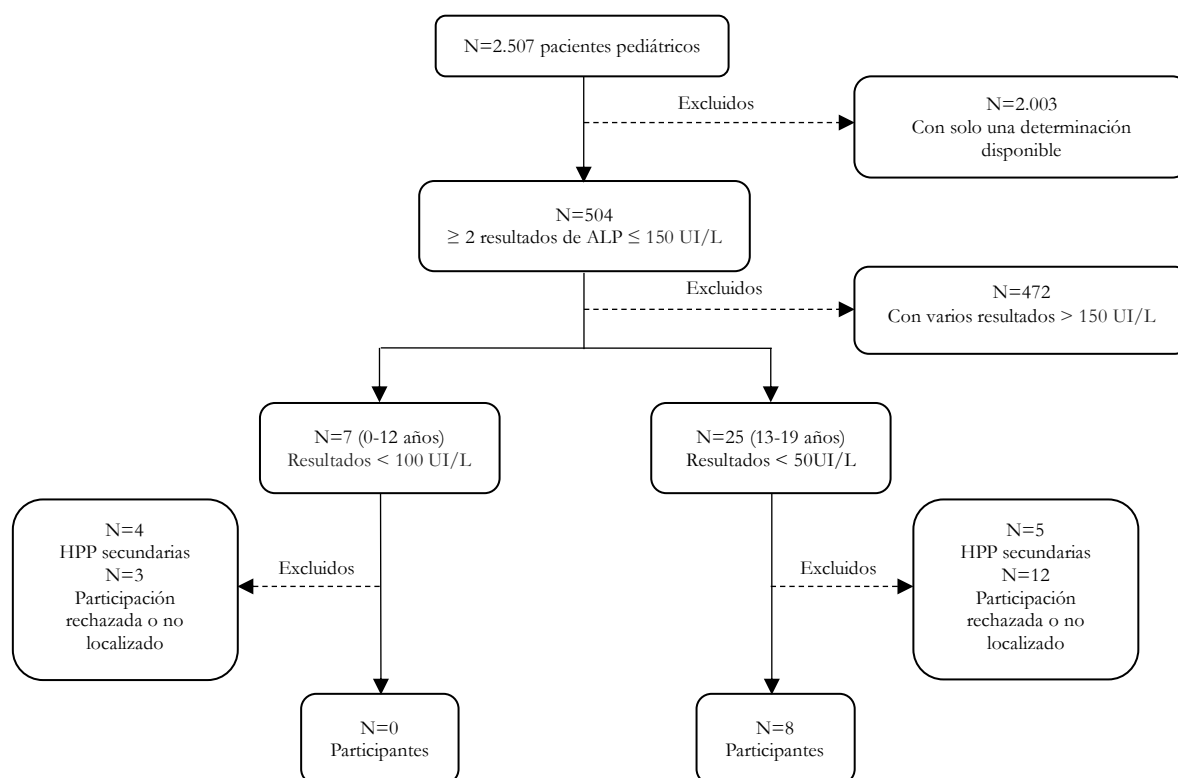 N=2.507 pacientes pediátricos
Excluidos
N=2.003
Con solo una determinación
disponible
N=504
≥ 2 resultados de ALP ≤ 150 UI/L
Excluidos
N=472
Con varios resultados > 150 UI/L
N=7 (0-12 años)
Resultados < 100 UI/L
N=25 (13-19 años)
Resultados < 50UI/L
N=4
HPP secundarias
N=3
Participación
rechazada o no
localizado
Excluidos
Excluidos
N=5
HPP secundarias
N=12
Participación
rechazada o no
localizado
N=0
Participantes
N=8
Participantes